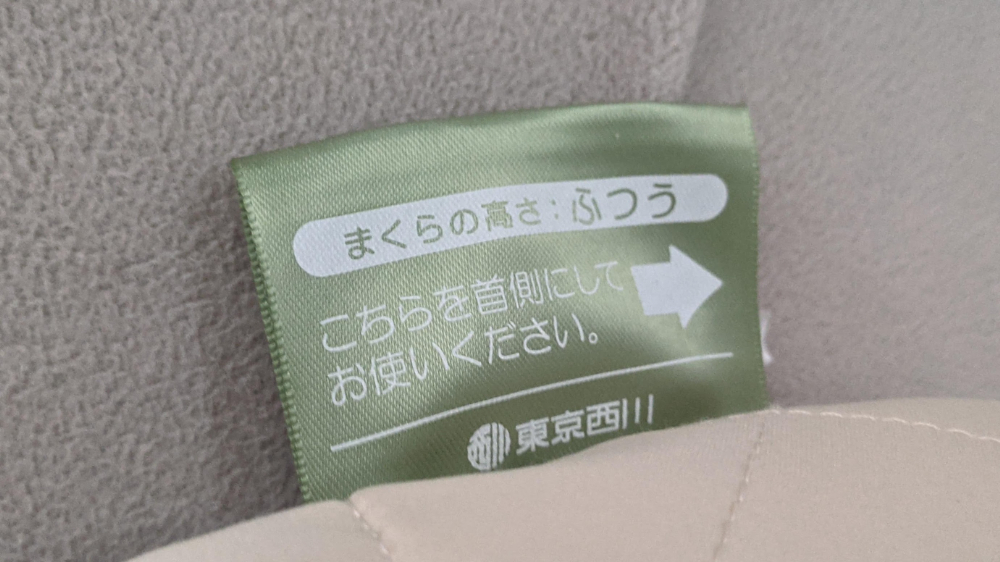 まくらの高さ：ふつう
こちらを首側にして
お使いください。
東京西川